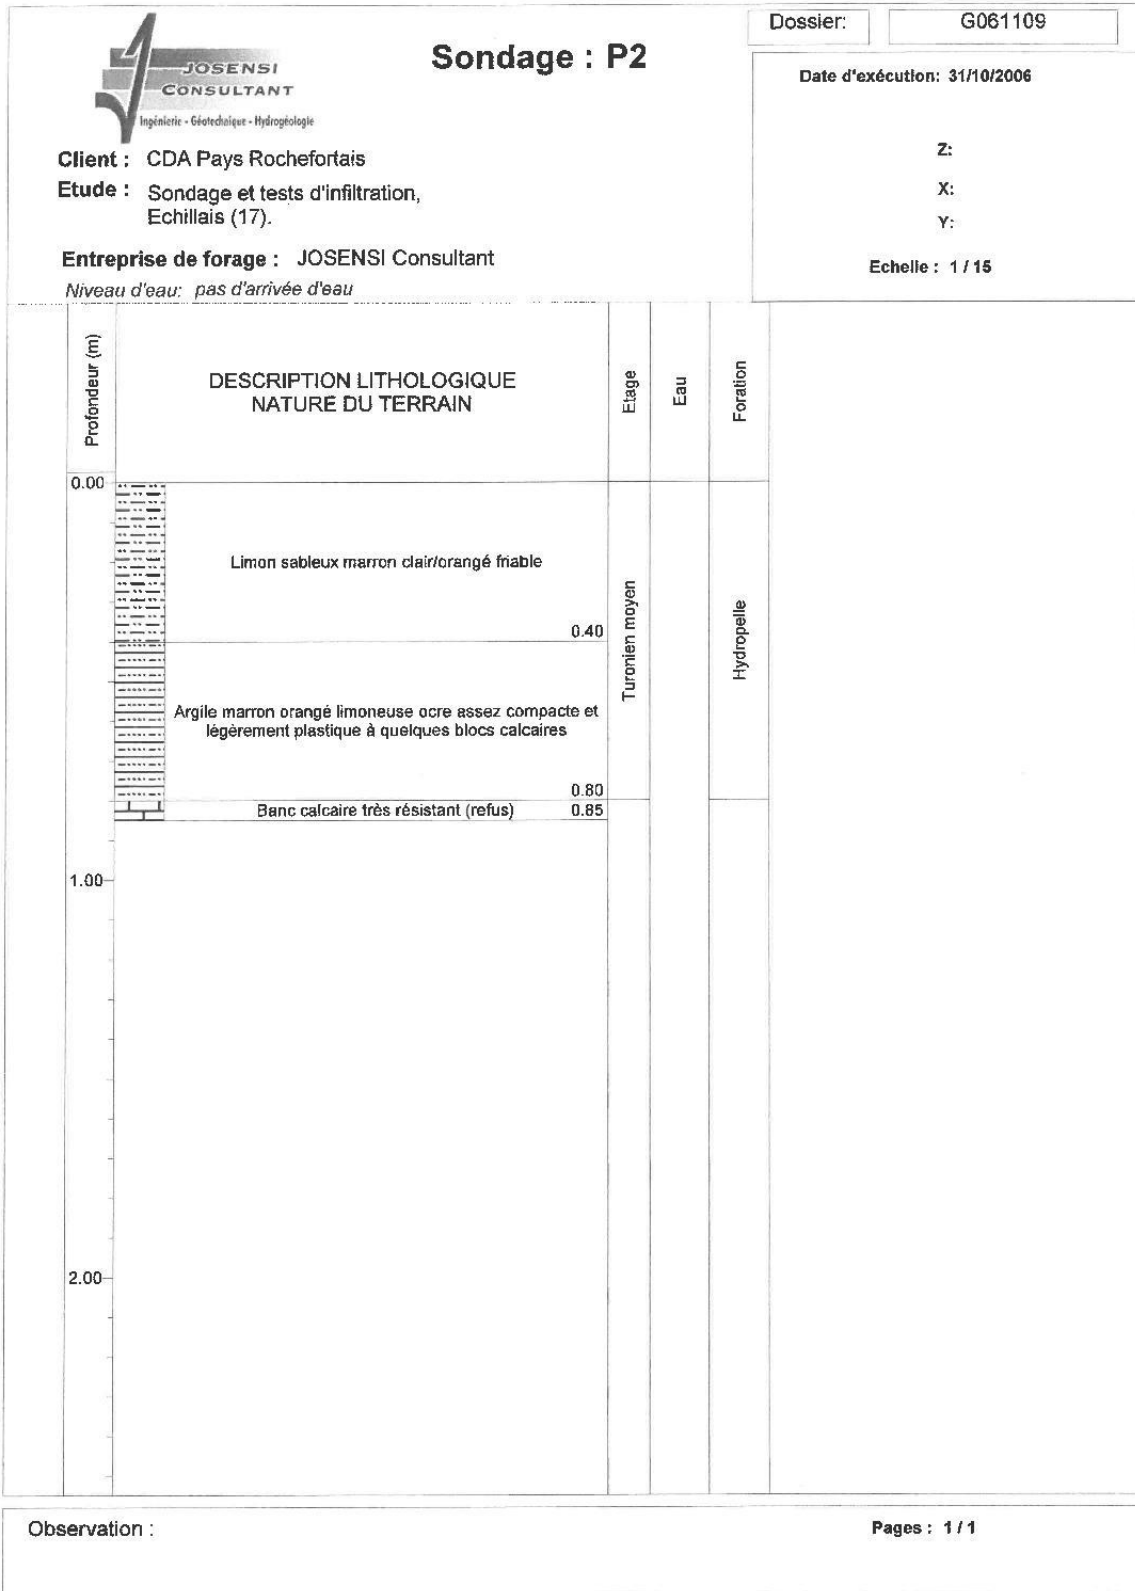 JOSENSI
CONSULTANT
Ingénierie - Géotechnique - Hydrogéologie
Sondage : P2
Dossier:
G061109
Date d'exécution: 31/10/2006
Z:
X:
Y:
Echelle : 1 / 15
Client : CDA Pays Rochefortais
Etude : Sondage et tests d'infiltration,
Echillais (17).
Entreprise de forage : JOSENSI Consultant
Niveau d'eau: pas d'arrivée d'eau
Profondeur (m)
DESCRIPTION LITHOLOGIQUE
NATURE DU TERRAIN
Etage
Eau
Foration
0.00
Limon sableux marron clair/orangé friable
0.40
Turonien moyen
Hydropelle
Argile marron orangé limoneuse ocre assez compacte et
légèrement plastique à quelques blocs calcaires
0.80
Banc calcaire très résistant (refus) 0.85
1.00
2.00
Observation :
Pages : 1 / 1